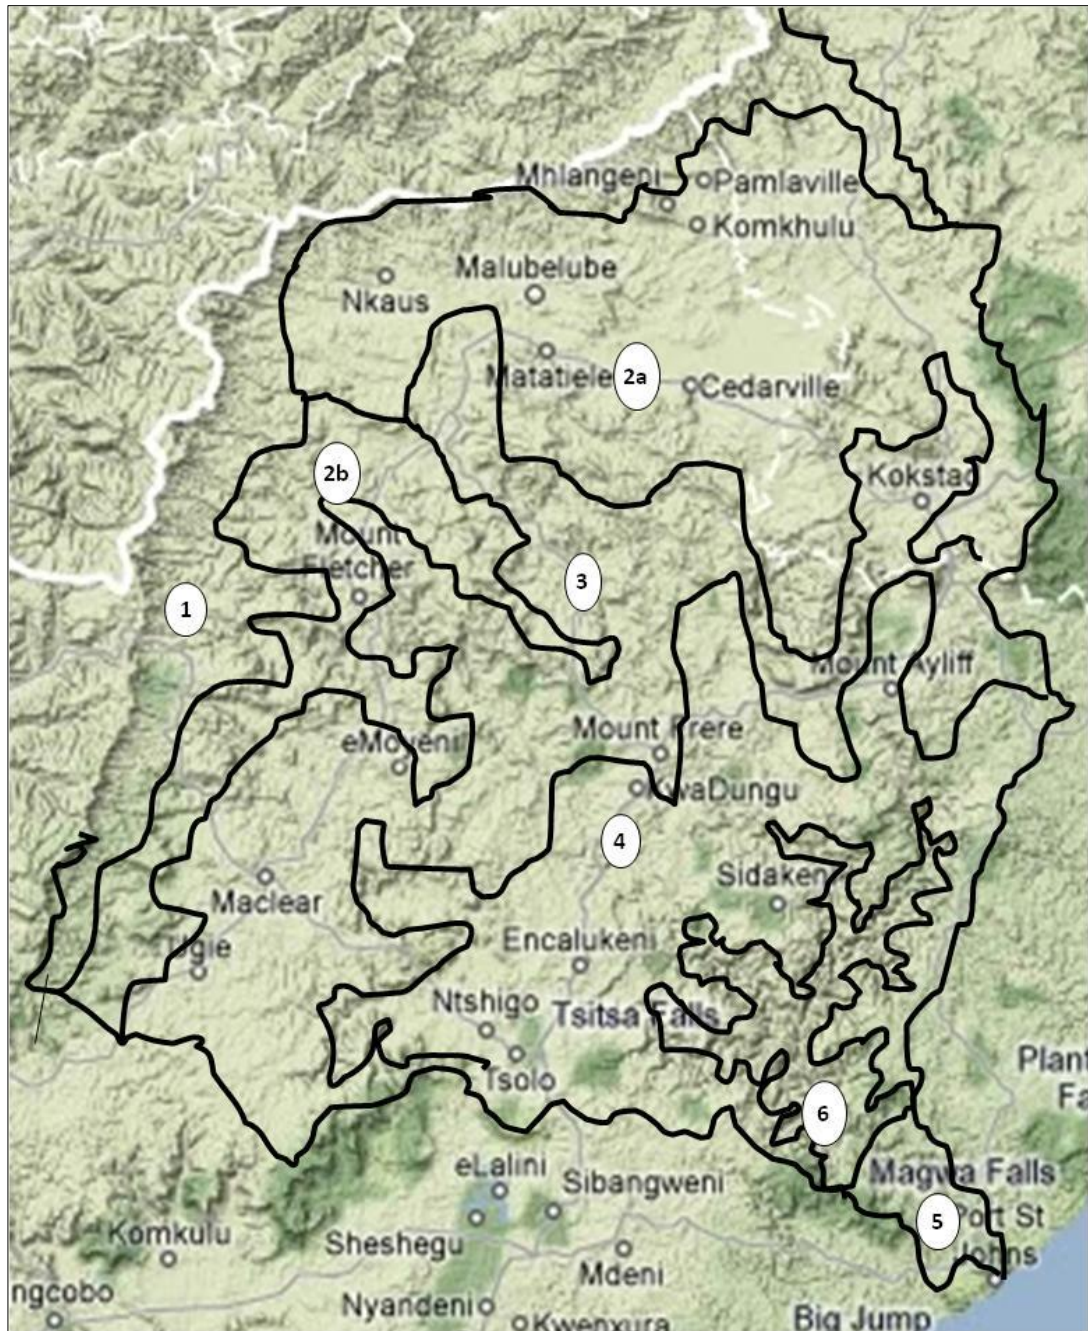 Mhlangeni
Pamlaville
Komkhulu
Malubelube
Nkaus
Matatiele
2a
Cedarville
2b
Kokstad
Mount
Fletcher
3
1
Mount Ayliff
Mount Frere
eMoyeni
KwaDungu
4
Sidaken
Maclear
Ugie
Encalukeni
Ntshigo
Tsitsa Falls
Tsolo
Plant
Fa
6
eLalini
Sibangweni
Magwa Falls
5
Port St
Johns
Komkulu
Sheshegu
Mdeni
ngcobo
Nyandeni
Kwenxura
Big Jump